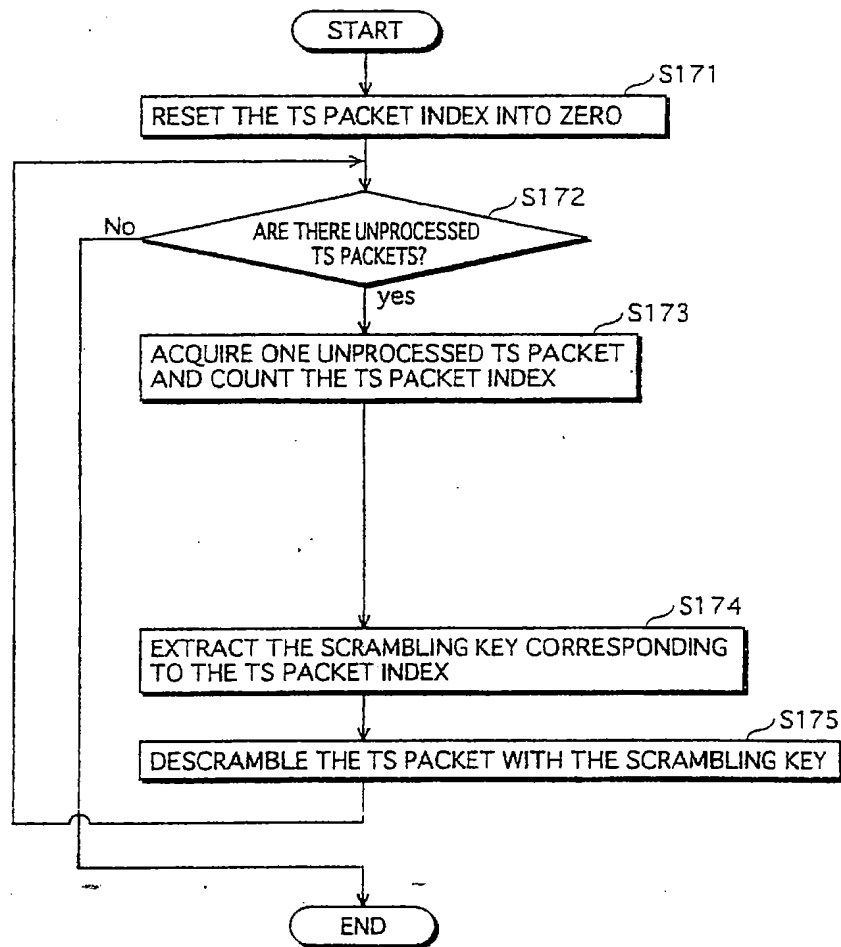 START
S171
RESET THE TS PACKET INDEX INTO ZERO
S172
No
ARE THERE UNPROCESSED
TS PACKETS?
yes
S173
ACQUIRE ONE UNPROCESSED TS PACKET
AND COUNT THE TS PACKET INDEX
S174
EXTRACT THE SCRAMBLING KEY CORRESPONDING
TO THE TS PACKET INDEX
S175
DESCRAMBLE THE TS PACKET WITH THE SCRAMBLING KEY
END